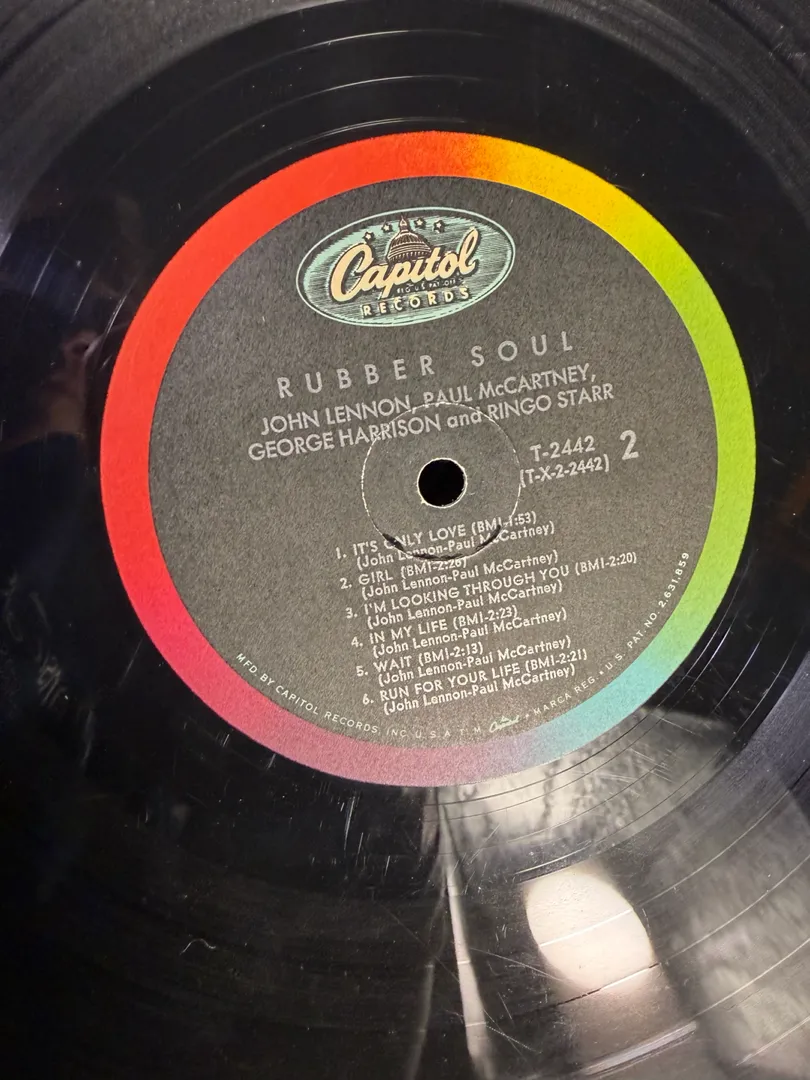 Capitol
REG. U.S. PAT. OFF.
RECORDS
RUBBER SOUL
JOHN LENNON, PAUL McCARTNEY,
GEORGE HARRISON and RINGO STARR
T-2442
2
(T-X-2-2442)
1. IT'S ONLY LOVE (BMI-1:53)
(John Lennon-Paul McCartney)
2. GIRL (BMI-2:26)
(John Lennon-Paul McCartney)
3. I'M LOOKING THROUGH YOU (BMI-2:20)
(John Lennon-Paul McCartney)
4. IN MY LIFE (BMI-2:23)
(John Lennon-Paul McCartney)
5. WAIT (BMI-2:13)
(John Lennon-Paul McCartney)
6. RUN FOR YOUR LIFE (BMI-2:21)
(John Lennon-Paul McCartney)
MFD. BY CAPITOL RECORDS, INC. U.S.A. T.M. Capitol • MARCA REG. • U.S. PAT. NO. 2,631,859